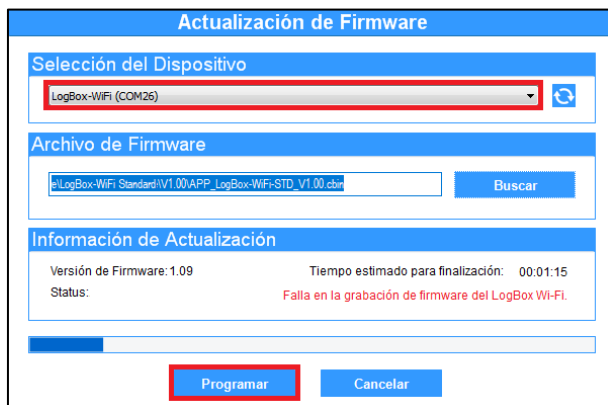 Actualización de Firmware
Selección del Dispositivo
LogBox-WiFi (COM26)
Archivo de Firmware
e\LogBox-WiFi Standard\V1.00\APP_LogBox-WiFi-STD_V1.00.cbin
Buscar
Información de Actualización
Versión de Firmware: 1.09 Tiempo estimado para finalización: 00:01:15
Status: Falla en la grabación de firmware del LogBox Wi-Fi.
Programar Cancelar